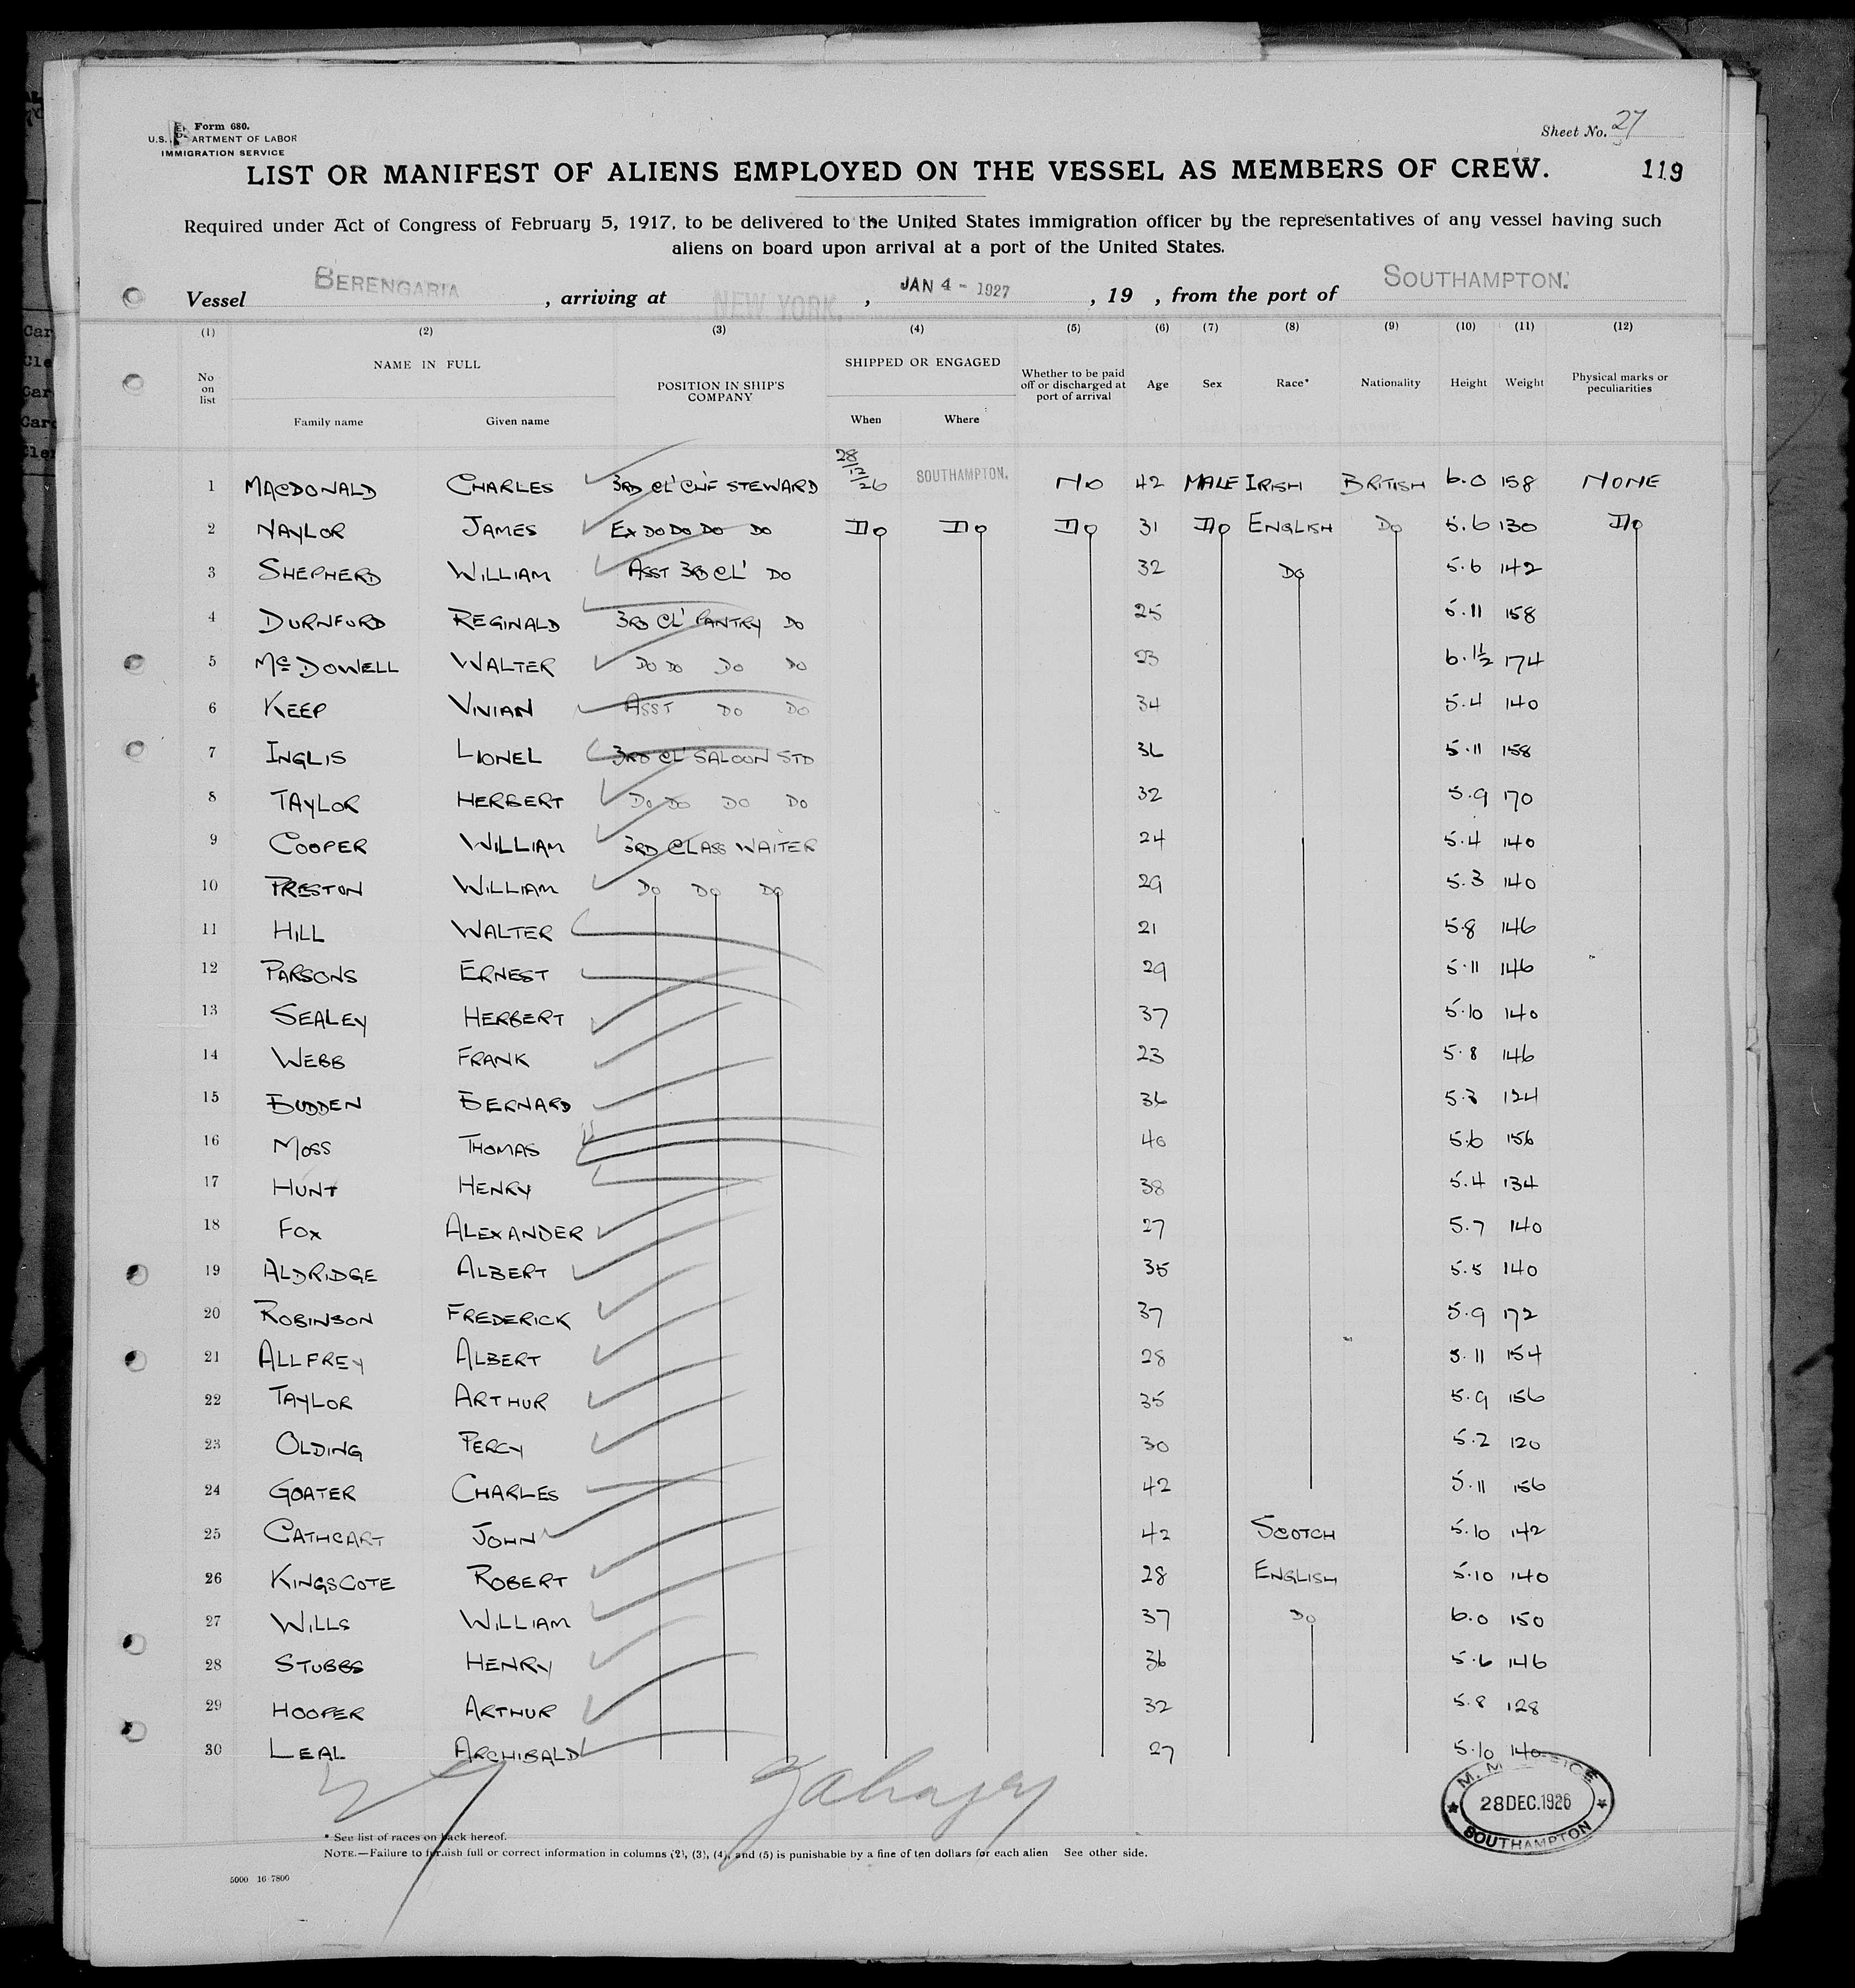 Form 680.
U.S. DEPARTMENT OF LABOR
IMMIGRATION SERVICE
Sheet No. 27
119
LIST OR MANIFEST OF ALIENS EMPLOYED ON THE VESSEL AS MEMBERS OF CREW.
Required under Act of Congress of February 5, 1917, to be delivered to the United States immigration officer by the representatives of any vessel having such
aliens on board upon arrival at a port of the United States.
Vessel BERENGARIA, arriving at NEW YORK., JAN 4 - 1927, 19 , from the port of SOUTHAMPTON.
(1) (2) (3) (4) (5) (6) (7) (8) (9) (10) (11) (12)
No on list NAME IN FULL Family name Given name POSITION IN SHIP'S COMPANY SHIPPED OR ENGAGED When Where Whether to be paid off or discharged at port of arrival Age Sex Race* Nationality Height Weight Physical marks or peculiarities
1 MACDONALD CHARLES 3RD CL' CHF STEWARD 28/12/26 SOUTHAMPTON. NO 42 MALE IRISH BRITISH 6.0 158 NONE
2 NAYLOR JAMES EX DO DO DO DO DO DO DO 31 DO ENGLISH DO 5.6 130 DO
3 SHEPHERD WILLIAM ASST 3RD CL' DO 32 DO 5.6 142
4 DURNFORD REGINALD 3RD CL' PANTRY DO 25 5.11 158
5 McDOWELL WALTER DO DO DO DO 23 6.1½ 174
6 KEEP VIVIAN ASST DO DO 34 5.4 140
7 INGLIS LIONEL 3RD CL' SALOON STD 36 5.11 158
8 TAYLOR HERBERT DO DO DO DO 32 5.9 170
9 COOPER WILLIAM 3RD CLASS WAITER 24 5.4 140
10 PRESTON WILLIAM DO DO DO 29 5.3 140
11 HILL WALTER 21 5.8 146
12 PARSONS ERNEST 29 5.11 146
13 SEALEY HERBERT 37 5.10 140
14 WEBB FRANK 23 5.8 146
15 BUDDEN BERNARD 36 5.3 124
16 MOSS THOMAS 40 5.6 156
17 HUNT HENRY 38 5.4 134
18 FOX ALEXANDER 27 5.7 140
19 ALDRIDGE ALBERT 35 5.5 140
20 ROBINSON FREDERICK 37 5.9 172
21 ALLFREY ALBERT 28 5.11 154
22 TAYLOR ARTHUR 35 5.9 156
23 OLDING PERCY 30 5.2 120
24 GOATER CHARLES 42 5.11 156
25 CATHCART JOHN 42 SCOTCH 5.10 142
26 KINGSCOTE ROBERT 28 ENGLISH 5.10 140
27 WILLS WILLIAM 37 DO 6.0 150
28 STUBBS HENRY 36 5.6 146
29 HOOPER ARTHUR 32 5.8 128
30 LEAL ARCHIBALD 27 5.10 140
M. M. OFFICE
28 DEC. 1926
SOUTHAMPTON
* See list of races on back hereof.
NOTE.—Failure to furnish full or correct information in columns (2), (3), (4), and (5) is punishable by a fine of ten dollars for each alien See other side.
5000 16-7800